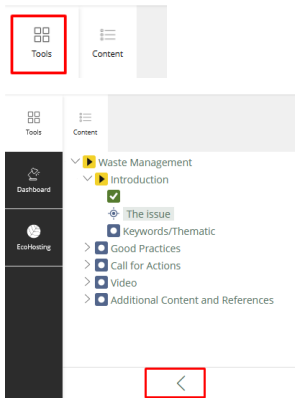 Tools
Content
Tools
Content
Dashboard
EcoHosting
Waste Management
Introduction
The issue
Keywords/Thematic
Good Practices
Call for Actions
Video
Additional Content and References